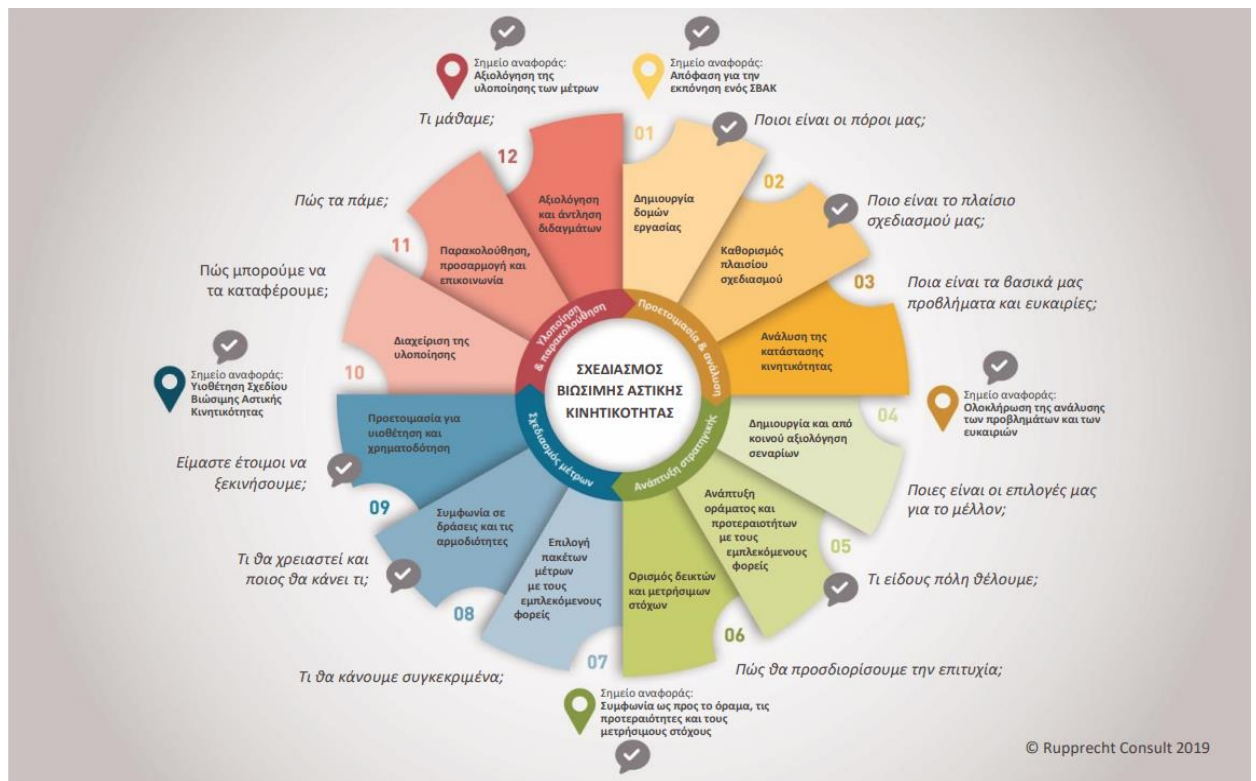 Σημείο αναφοράς:
Αξιολόγηση της
υλοποίησης των μέτρων
Σημείο αναφοράς:
Απόφαση για την
εκπόνηση ενός ΣΒΑΚ
Τι μάθαμε;
Ποιοι είναι οι πόροι μας;
01
Δημιουργία
δομών
εργασίας
02
Ποιο είναι το πλαίσιο
σχεδιασμού μας;
Καθορισμός
πλαισίου
σχεδιασμού
03
Ποια είναι τα βασικά μας
προβλήματα και ευκαιρίες;
Ανάλυση της
κατάστασης
κινητικότητας
Σημείο αναφοράς:
Ολοκλήρωση της ανάλυσης
των προβλημάτων και των
ευκαιριών
04
Δημιουργία και από
κοινού αξιολόγηση
σεναρίων
Ποιες είναι οι επιλογές μας
για το μέλλον;
05
Ανάπτυξη
οράματος και
προτεραιοτήτων
με τους
εμπλεκόμενους
φορείς
Τι είδους πόλη θέλουμε;
06
Ορισμός δεικτών
και μετρήσιμων
στόχων
Πώς θα προσδιορίσουμε την επιτυχία;
Σημείο αναφοράς:
Συμφωνία ως προς το όραμα, τις
προτεραιότητες και τους
μετρήσιμους στόχους
07
Επιλογή
πακέτων
μέτρων
με τους
εμπλεκόμενους
φορείς
Τι θα κάνουμε συγκεκριμένα;
08
Συμφωνία σε
δράσεις και τις
αρμοδιότητες
Τι θα χρειαστεί και
ποιος θα κάνει τι;
09
Προετοιμασία για
υιοθέτηση και
χρηματοδότηση
Είμαστε έτοιμοι να
ξεκινήσουμε;
Σημείο αναφοράς:
Υιοθέτηση Σχεδίου
Βιώσιμης Αστικής
Κινητικότητας
10
Διαχείριση της
υλοποίησης
Πώς μπορούμε να
τα καταφέρουμε;
11
Παρακολούθηση,
προσαρμογή και
επικοινωνία
Πώς τα πάμε;
12
Αξιολόγηση
και άντληση
διδαγμάτων
Προετοιμασία & ανάλυση
Ανάπτυξη στρατηγικής
Σχεδιασμός μέτρων
Υλοποίηση
& παρακολούθηση
ΣΧΕΔΙΑΣΜΟΣ
ΒΙΩΣΙΜΗΣ ΑΣΤΙΚΗΣ
ΚΙΝΗΤΙΚΟΤΗΤΑΣ
© Rupprecht Consult 2019